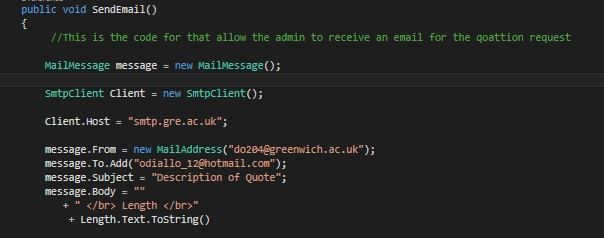 public void SendEmail()
{
//This is the code for that allow the admin to receive an email for the qoattion request
MailMessage message = new MailMessage();
SmtpClient Client = new SmtpClient();
Client.Host = "smtp.gre.ac.uk";
message.From = new MailAddress("do204@greenwich.ac.uk");
message.To.Add("odiallo_12@hotmail.com");
message.Subject = "Description of Quote";
message.Body = ""
+ " </br> Length </br>"
+ Length.Text.ToString()